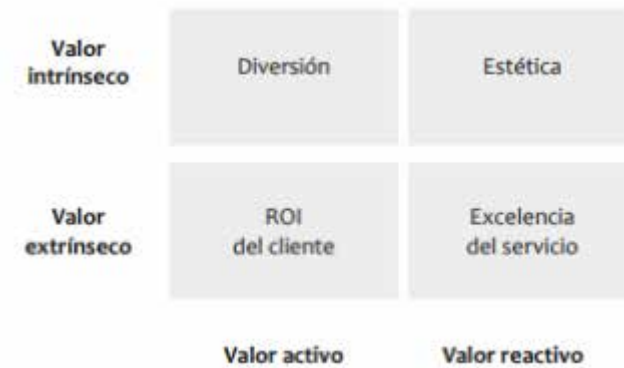 Valor
intrínseco
Diversión
Estética
Valor
extrínseco
ROI
del cliente
Excelencia
del servicio
Valor activo
Valor reactivo